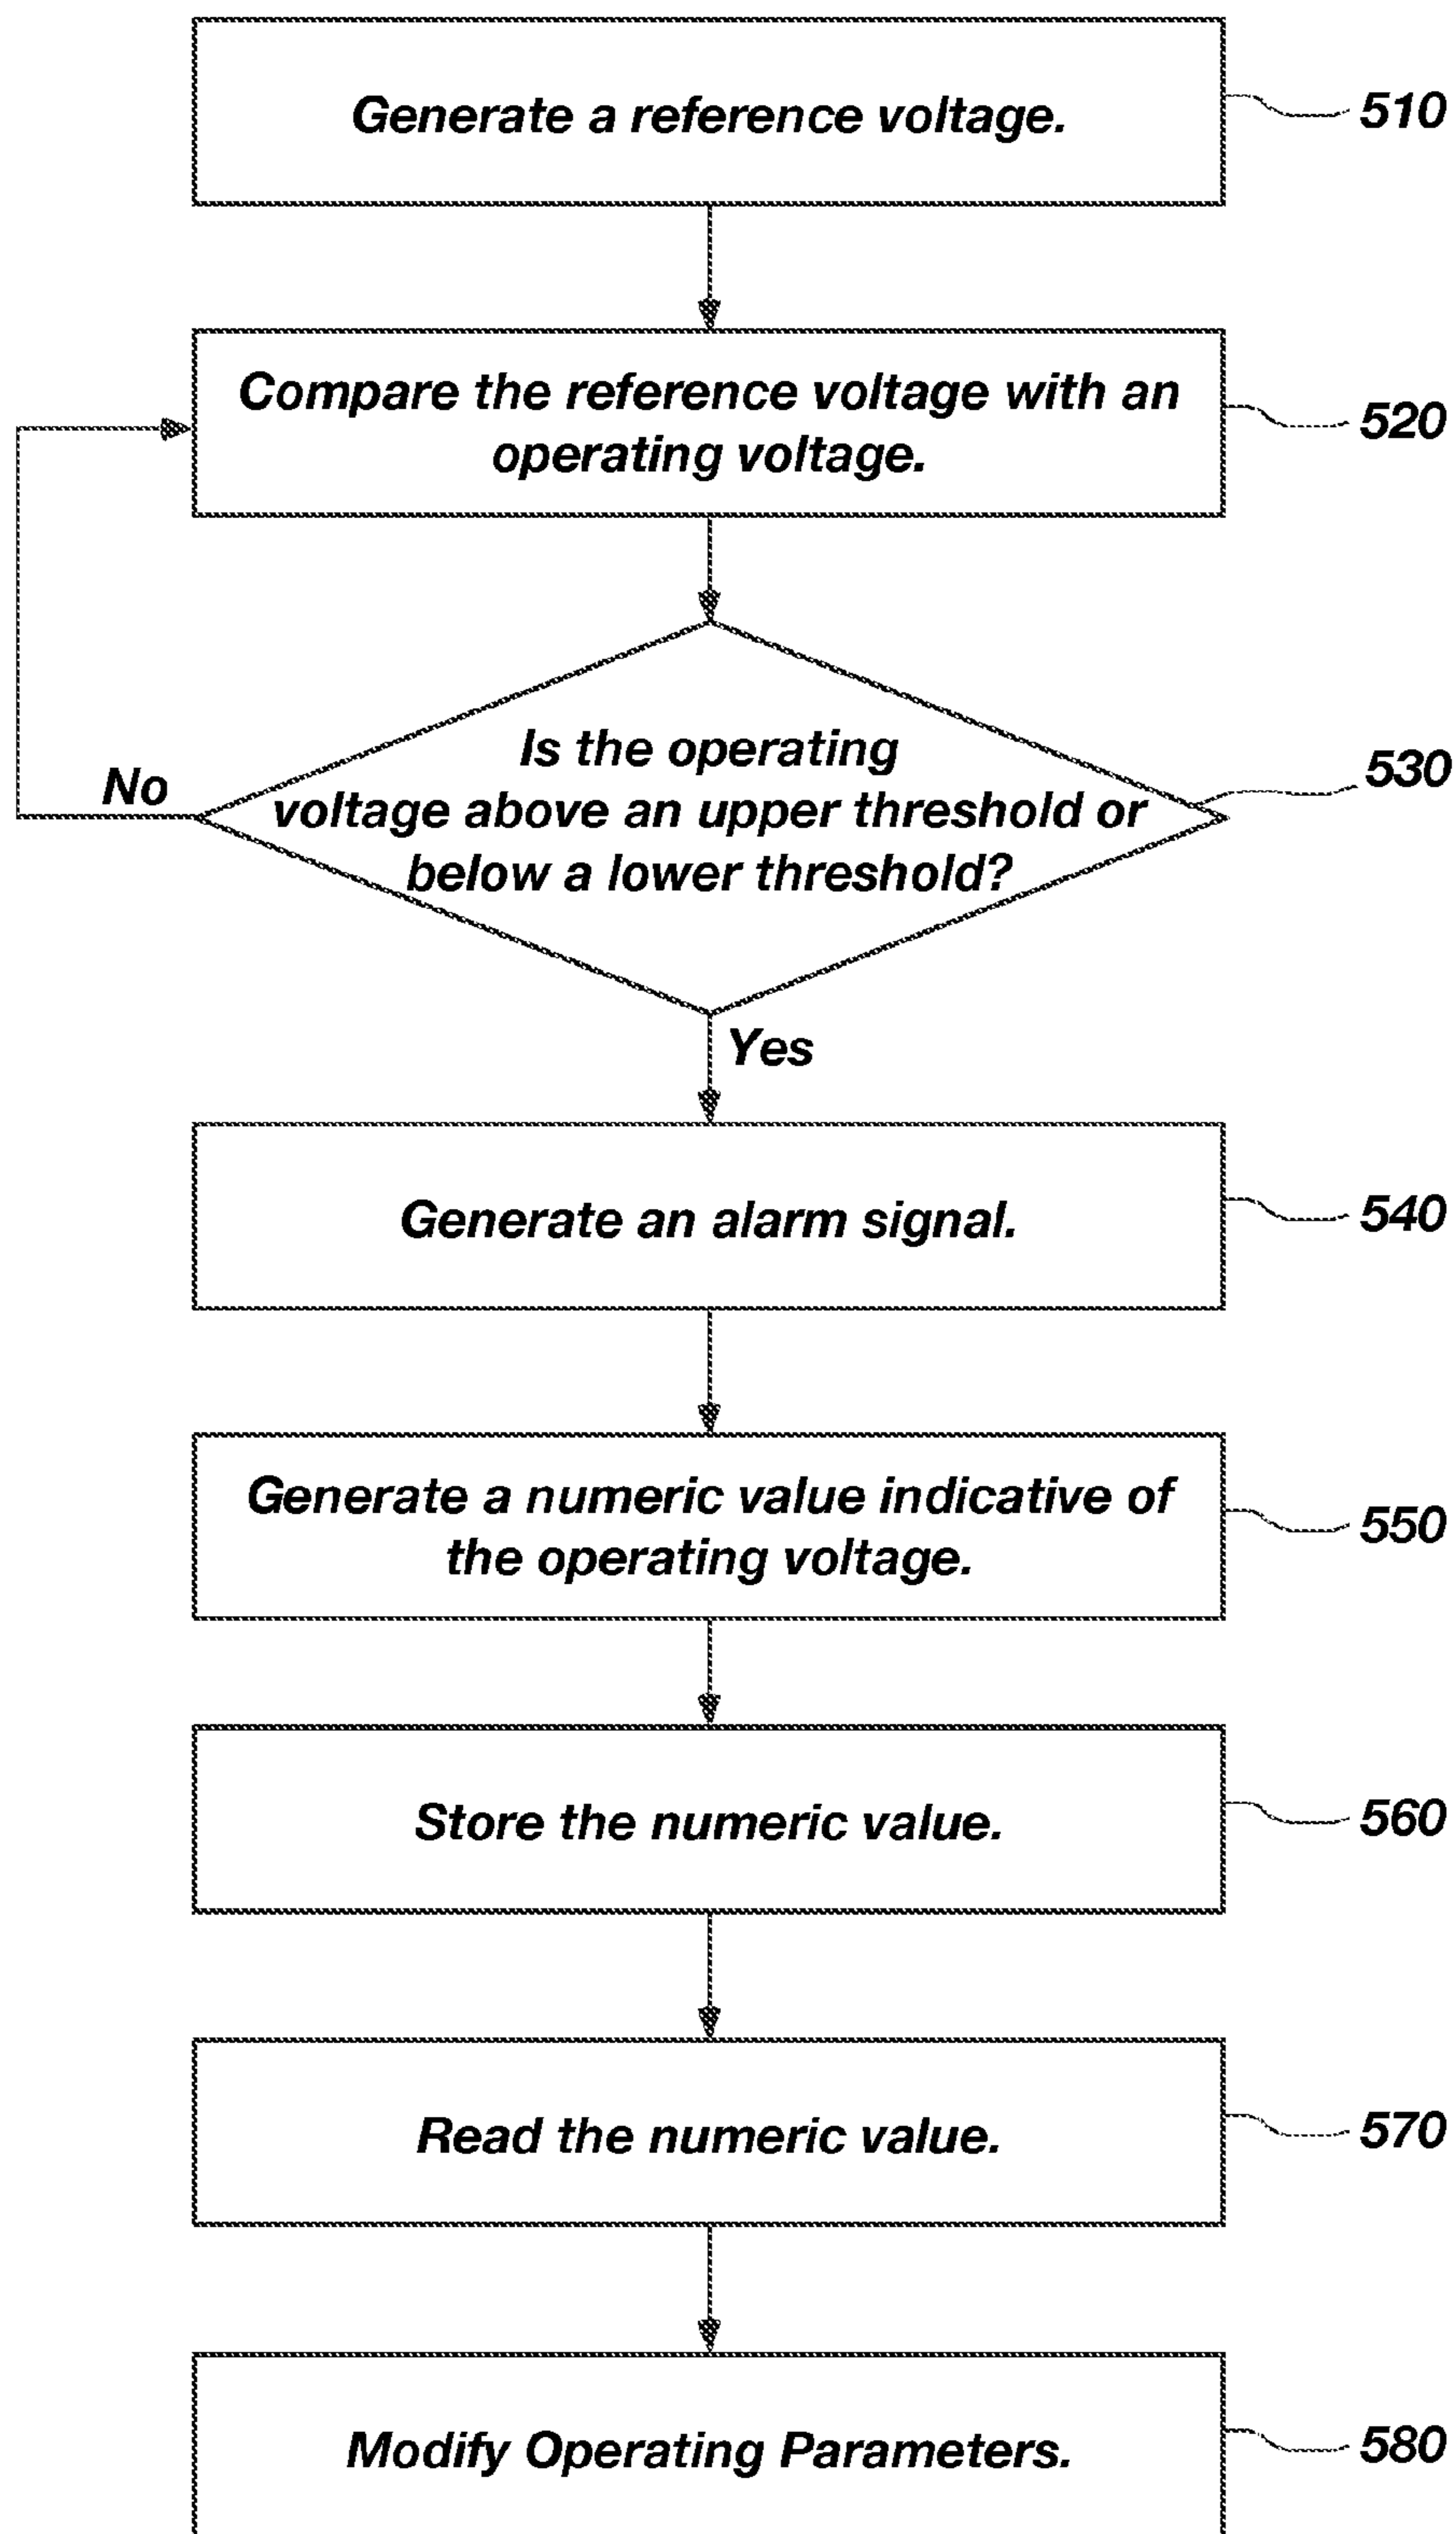 Generate a reference voltage.
510
Compare the reference voltage with an
operating voltage.
520
Is the operating
voltage above an upper threshold or
below a lower threshold?
530
No
Yes
Generate an alarm signal.
540
Generate a numeric value indicative of
the operating voltage.
550
Store the numeric value.
560
Read the numeric value.
570
Modify Operating Parameters.
580